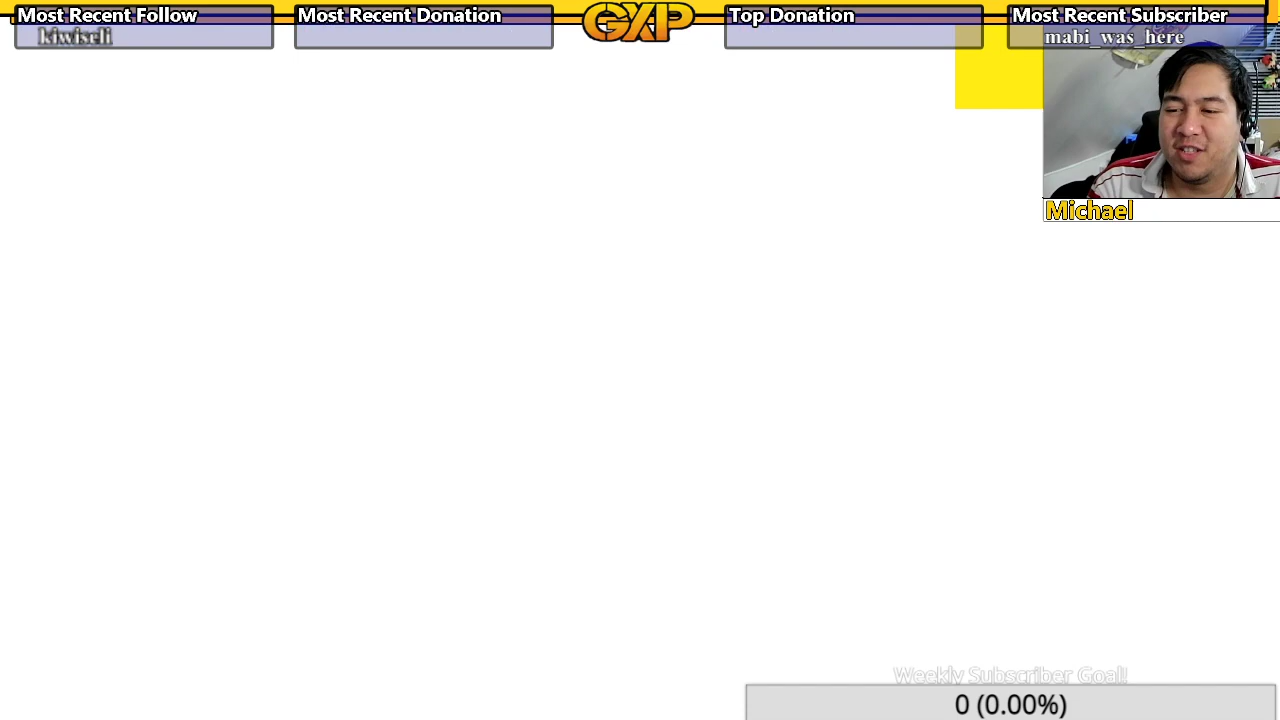 Most Recent Follow
kiwiseli
Most Recent Donation
GXP
Top Donation
Most Recent Subscriber
mabi_was_here
Michael
Weekly Subscriber Goal!
0 (0.00%)